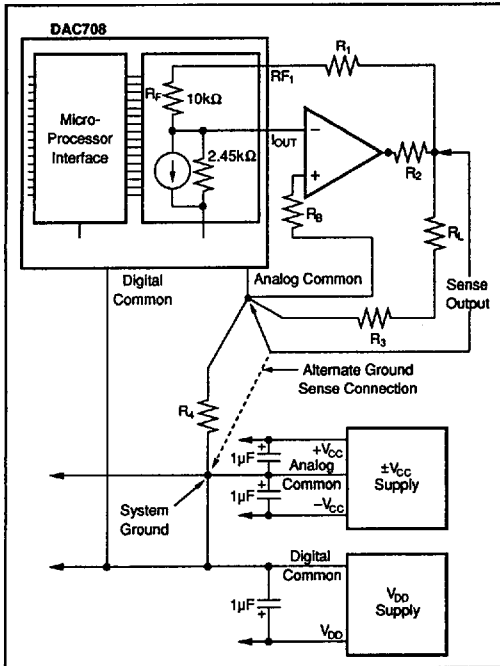 DAC708
Micro-
Processor
Interface
RF
10kΩ
2.45kΩ
RF1
IOUT
R1
R2
RB
RL
Sense
Output
Digital
Common
Analog Common
R3
Alternate Ground
Sense Connection
R4
System
Ground
1µF
+
+VCC
Analog
Common
1µF
+
−VCC
±VCC
Supply
Digital
Common
1µF
+
VDD
VDD
Supply
−
+